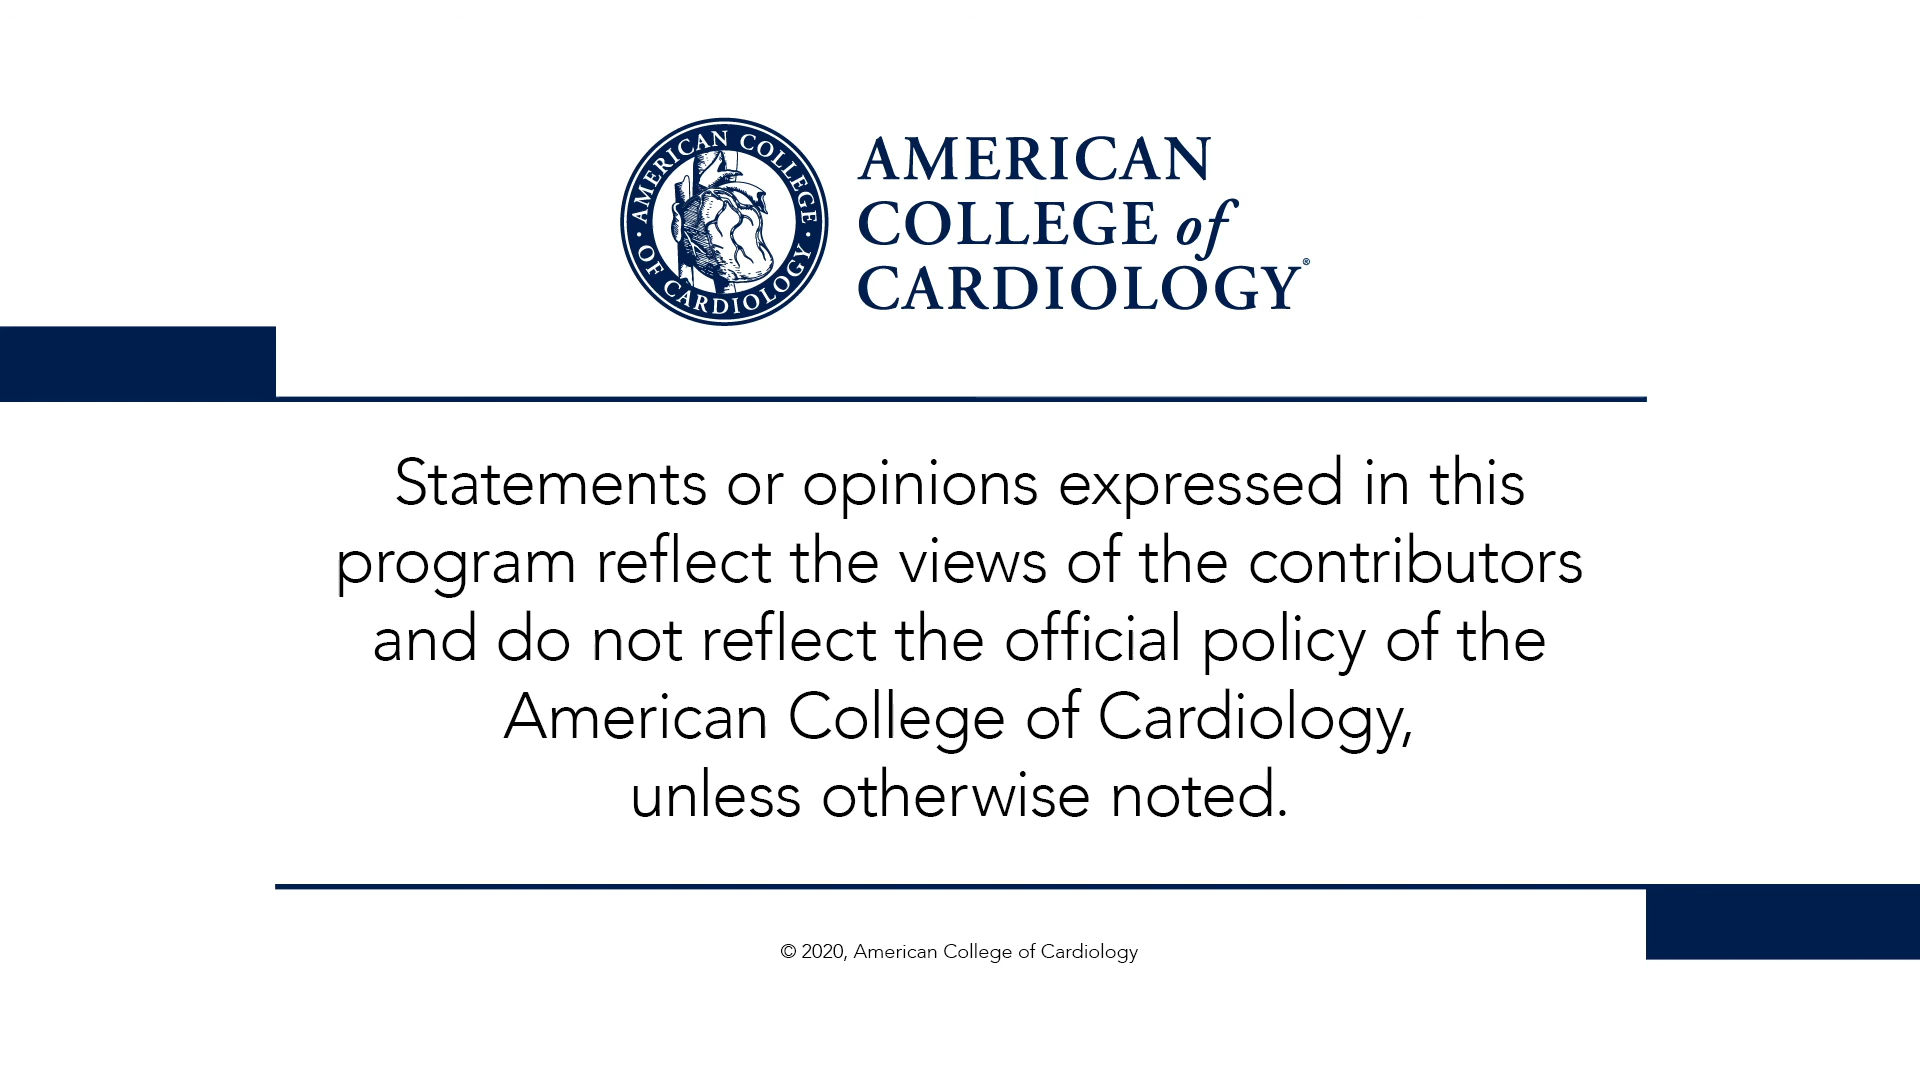 AMERICAN COLLEGE
· OF CARDIOLOGY ·
AMERICAN
COLLEGE of
CARDIOLOGY®
Statements or opinions expressed in this
program reflect the views of the contributors
and do not reflect the official policy of the
American College of Cardiology,
unless otherwise noted.
© 2020, American College of Cardiology